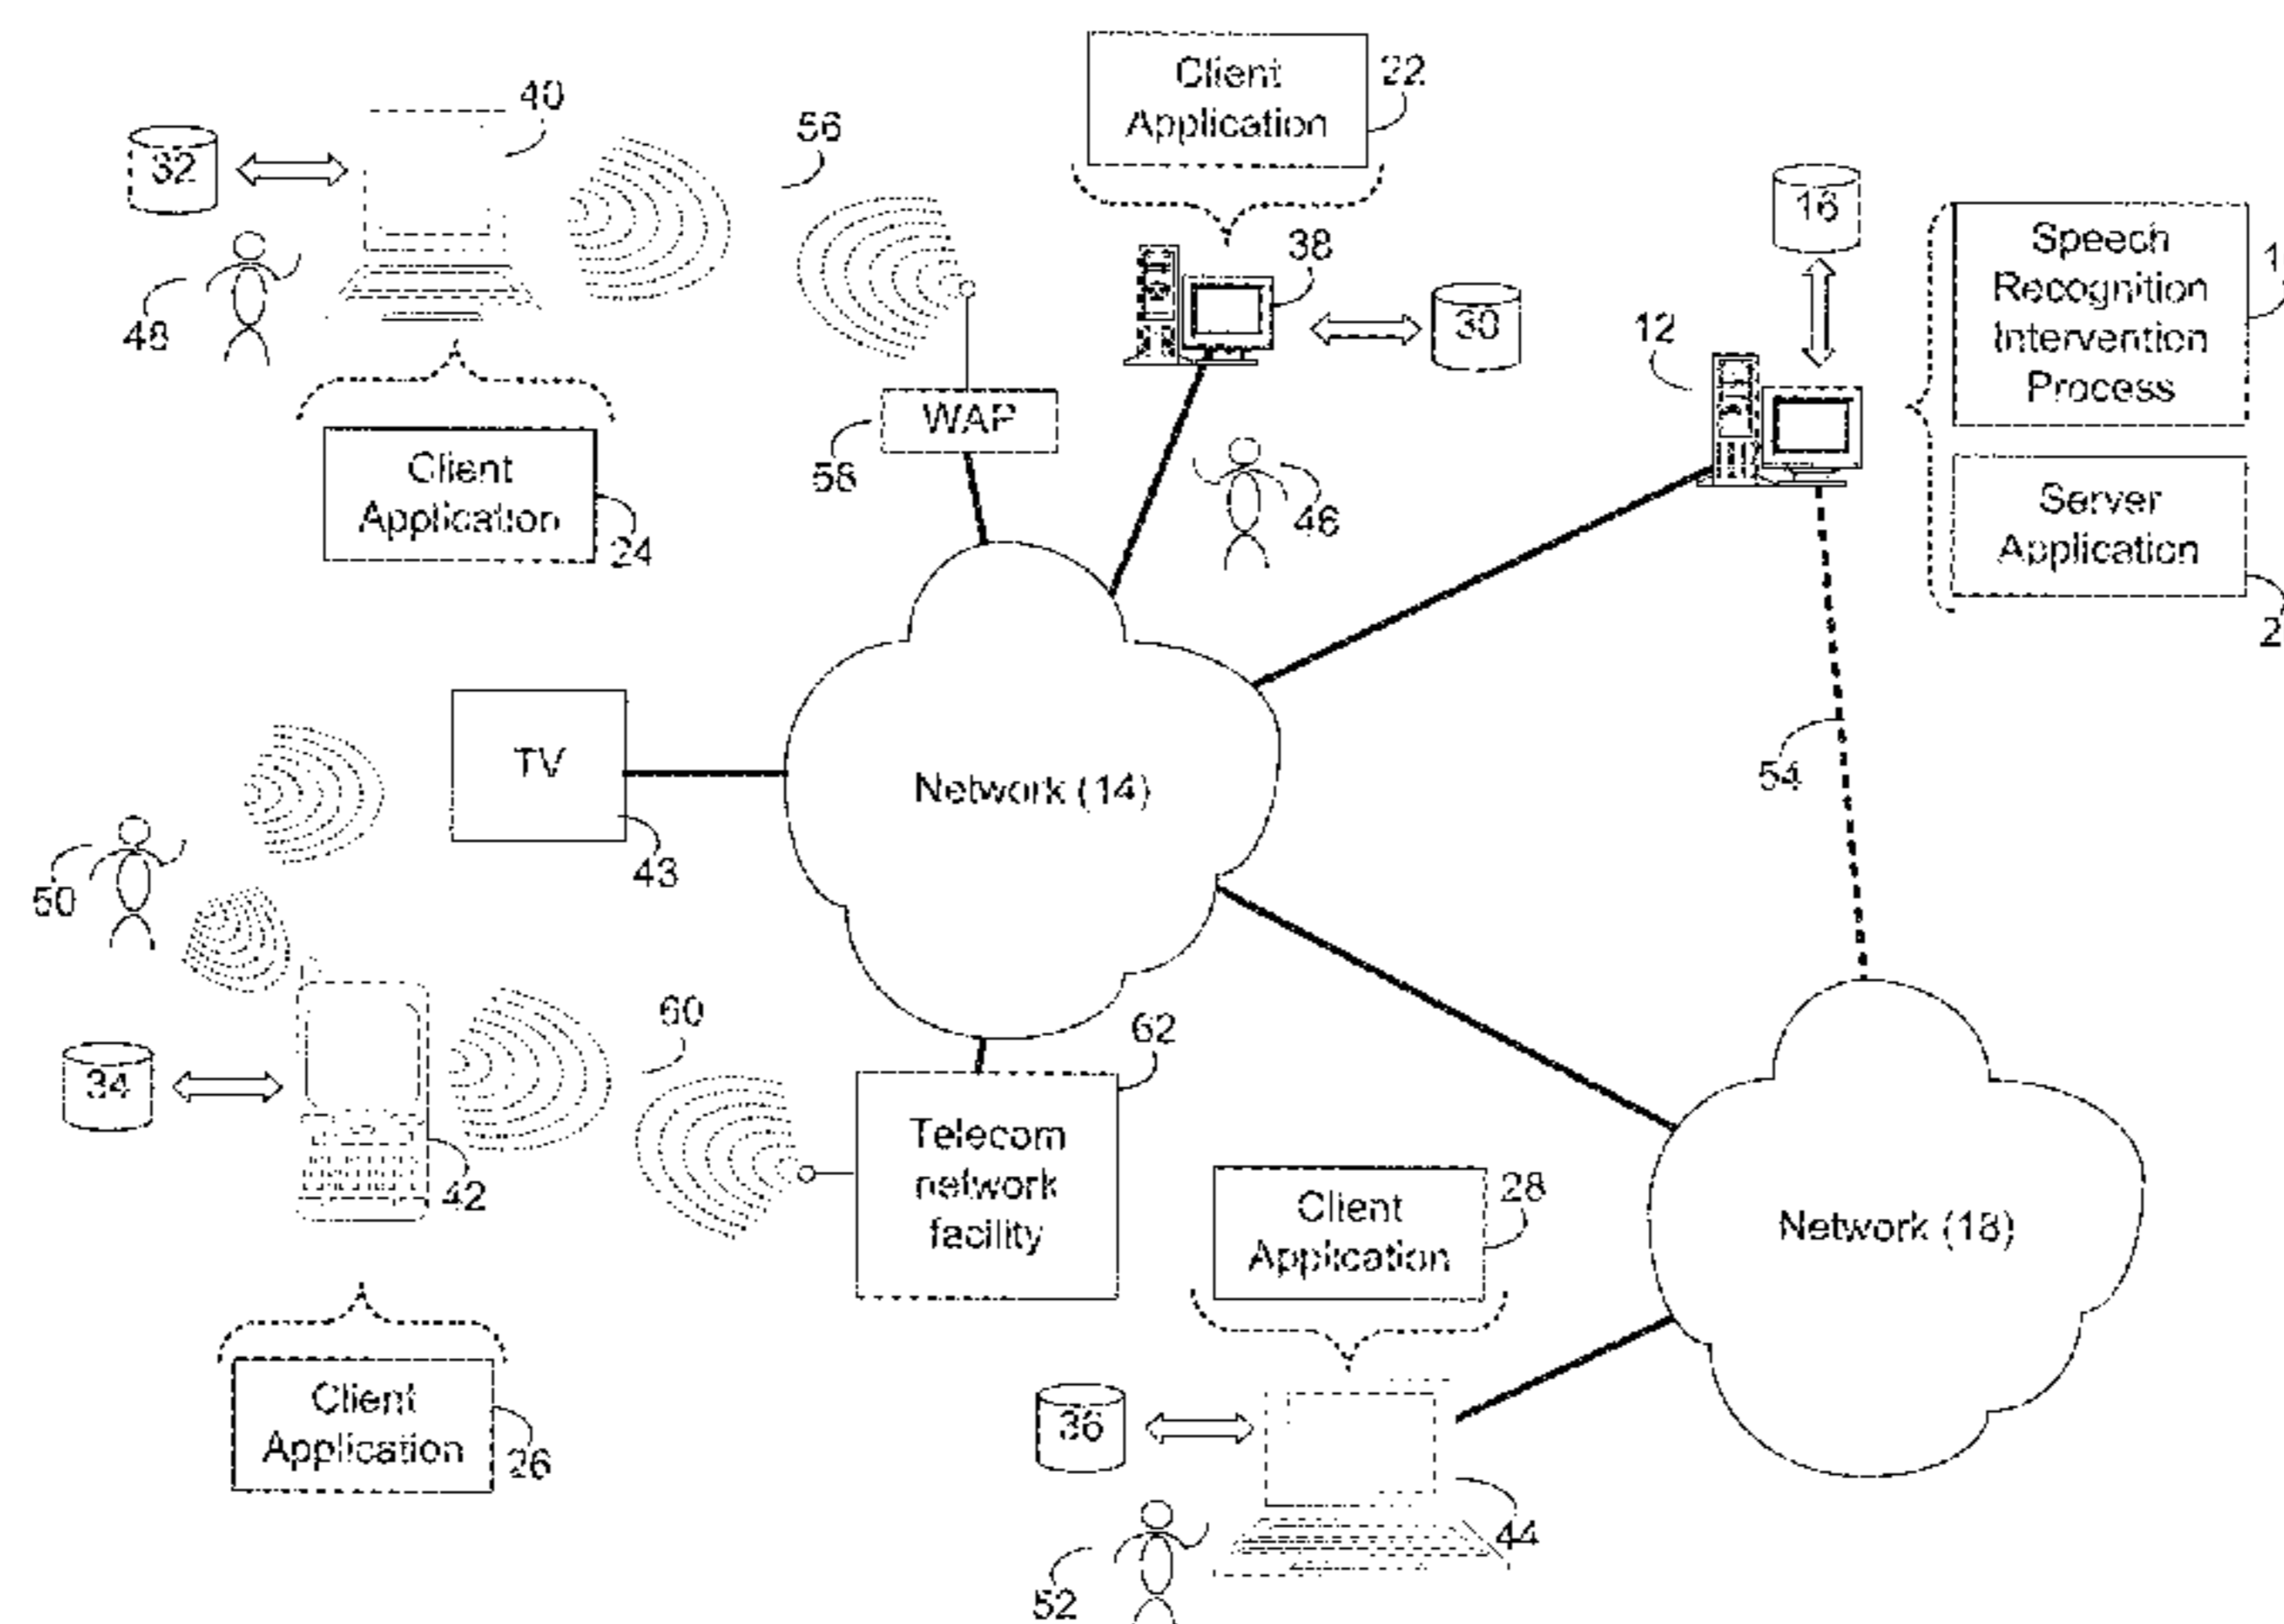 40
56
Client
Application
22
32
16
Speech
Recognition
Intervention
Process
1
48
38
30
12
WAP
58
Client
Application
24
46
Server
Application
2
TV
43
Network (14)
54
50
60
62
34
42
Telecom
network
facility
Client
Application
28
Network (18)
Client
Application
26
36
44
52